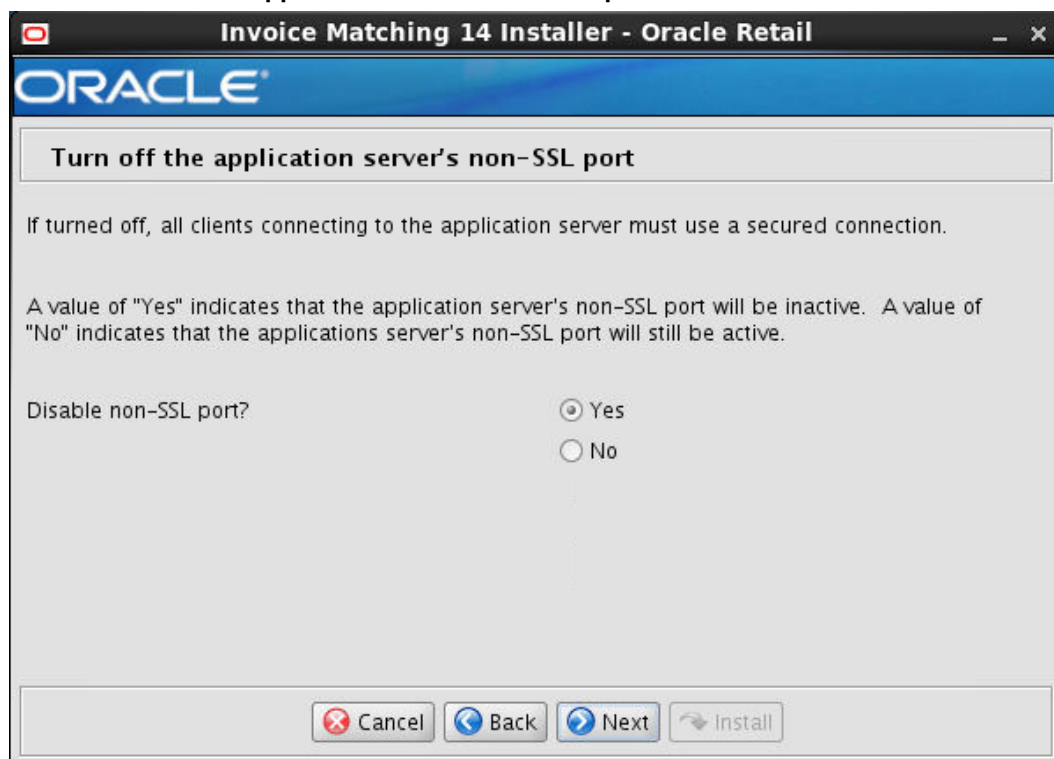 Invoice Matching 14 Installer - Oracle Retail
ORACLE
Turn off the application server's non-SSL port
If turned off, all clients connecting to the application server must use a secured connection.
A value of "Yes" indicates that the application server's non-SSL port will be inactive. A value of
"No" indicates that the applications server's non-SSL port will still be active.
Disable non-SSL port?
Yes
No
Cancel Back Next Install